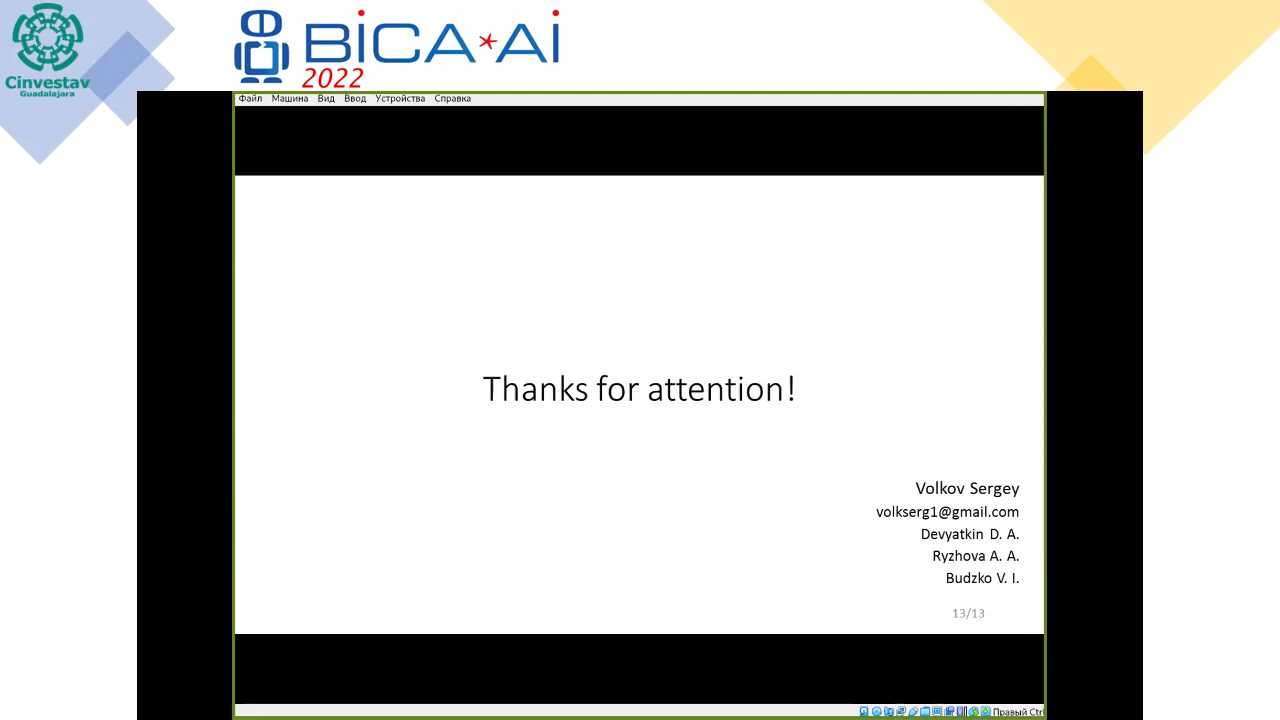 Cinvestav
Guadalajara
BiCA*Ai
2022
Файл Машина Вид Ввод Устройства Справка
Thanks for attention!
Volkov Sergey
volkserg1@gmail.com
Devyatkin D. A.
Ryzhova A. A.
Budzko V. I.
13/13
Правый Ctrl